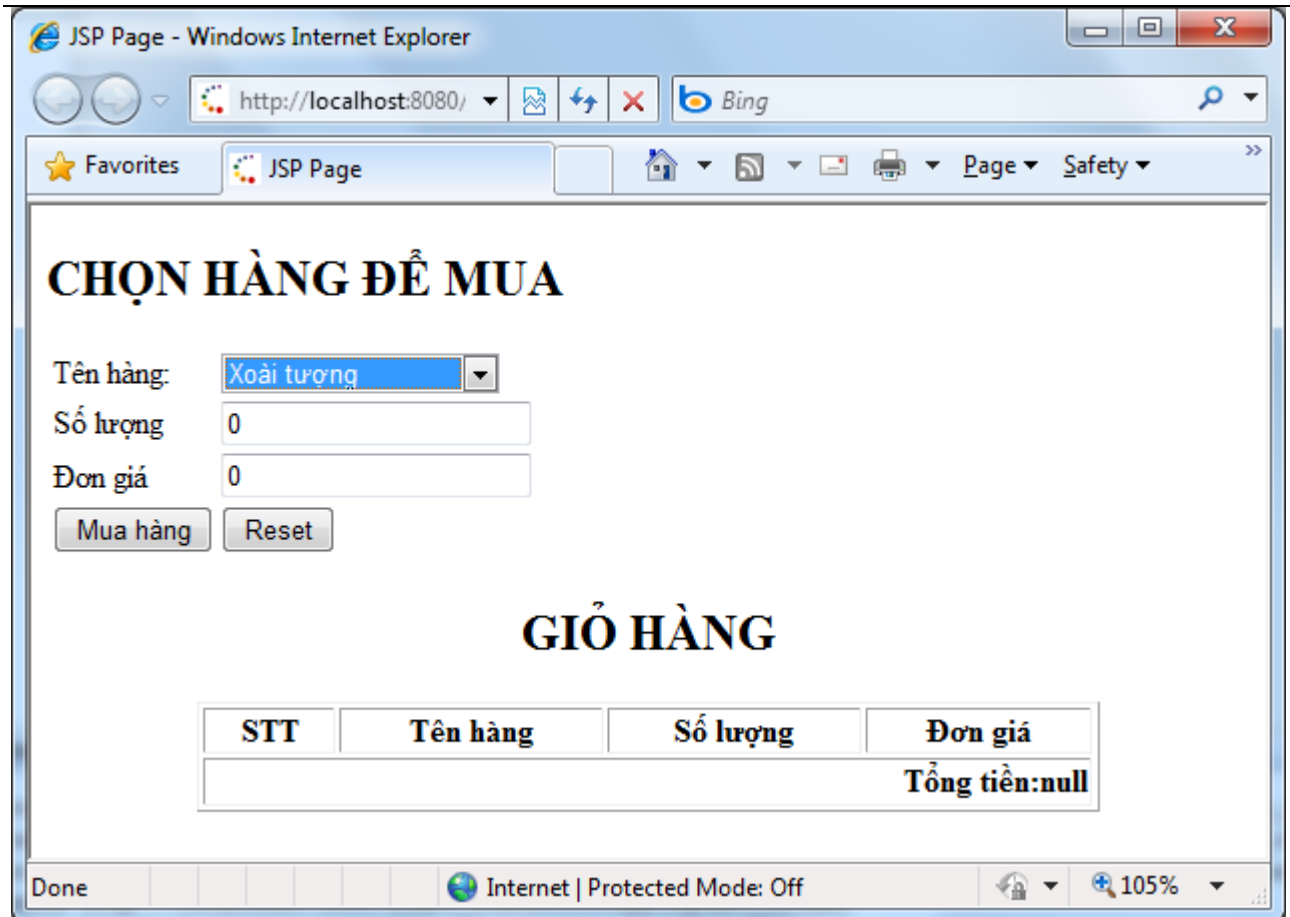 JSP Page - Windows Internet Explorer
http://localhost:8080/
Bing
Favorites
JSP Page
Page
Safety
CHỌN HÀNG ĐỂ MUA
Tên hàng: Xoài tượng
Số lượng 0
Đơn giá 0
Mua hàng Reset
GIỎ HÀNG
STT Tên hàng Số lượng Đơn giá
Tổng tiền:null
Done Internet | Protected Mode: Off 105%